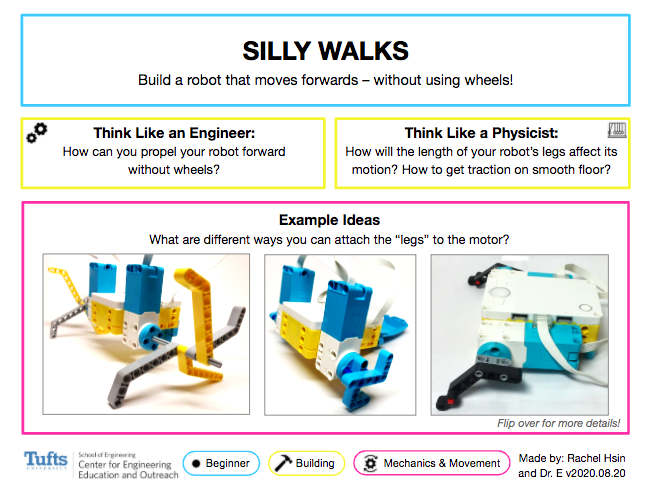 SILLY WALKS
Build a robot that moves forwards – without using wheels!
Think Like an Engineer:
How can you propel your robot forward
without wheels?
Think Like a Physicist:
How will the length of your robot's legs affect its
motion? How to get traction on smooth floor?
Example Ideas
What are different ways you can attach the “legs” to the motor?
Flip over for more details!
Tufts
UNIVERSITY
School of Engineering
Center for Engineering
Education and Outreach
Beginner
Building
Mechanics & Movement
Made by: Rachel Hsin
and Dr. E v2020.08.20